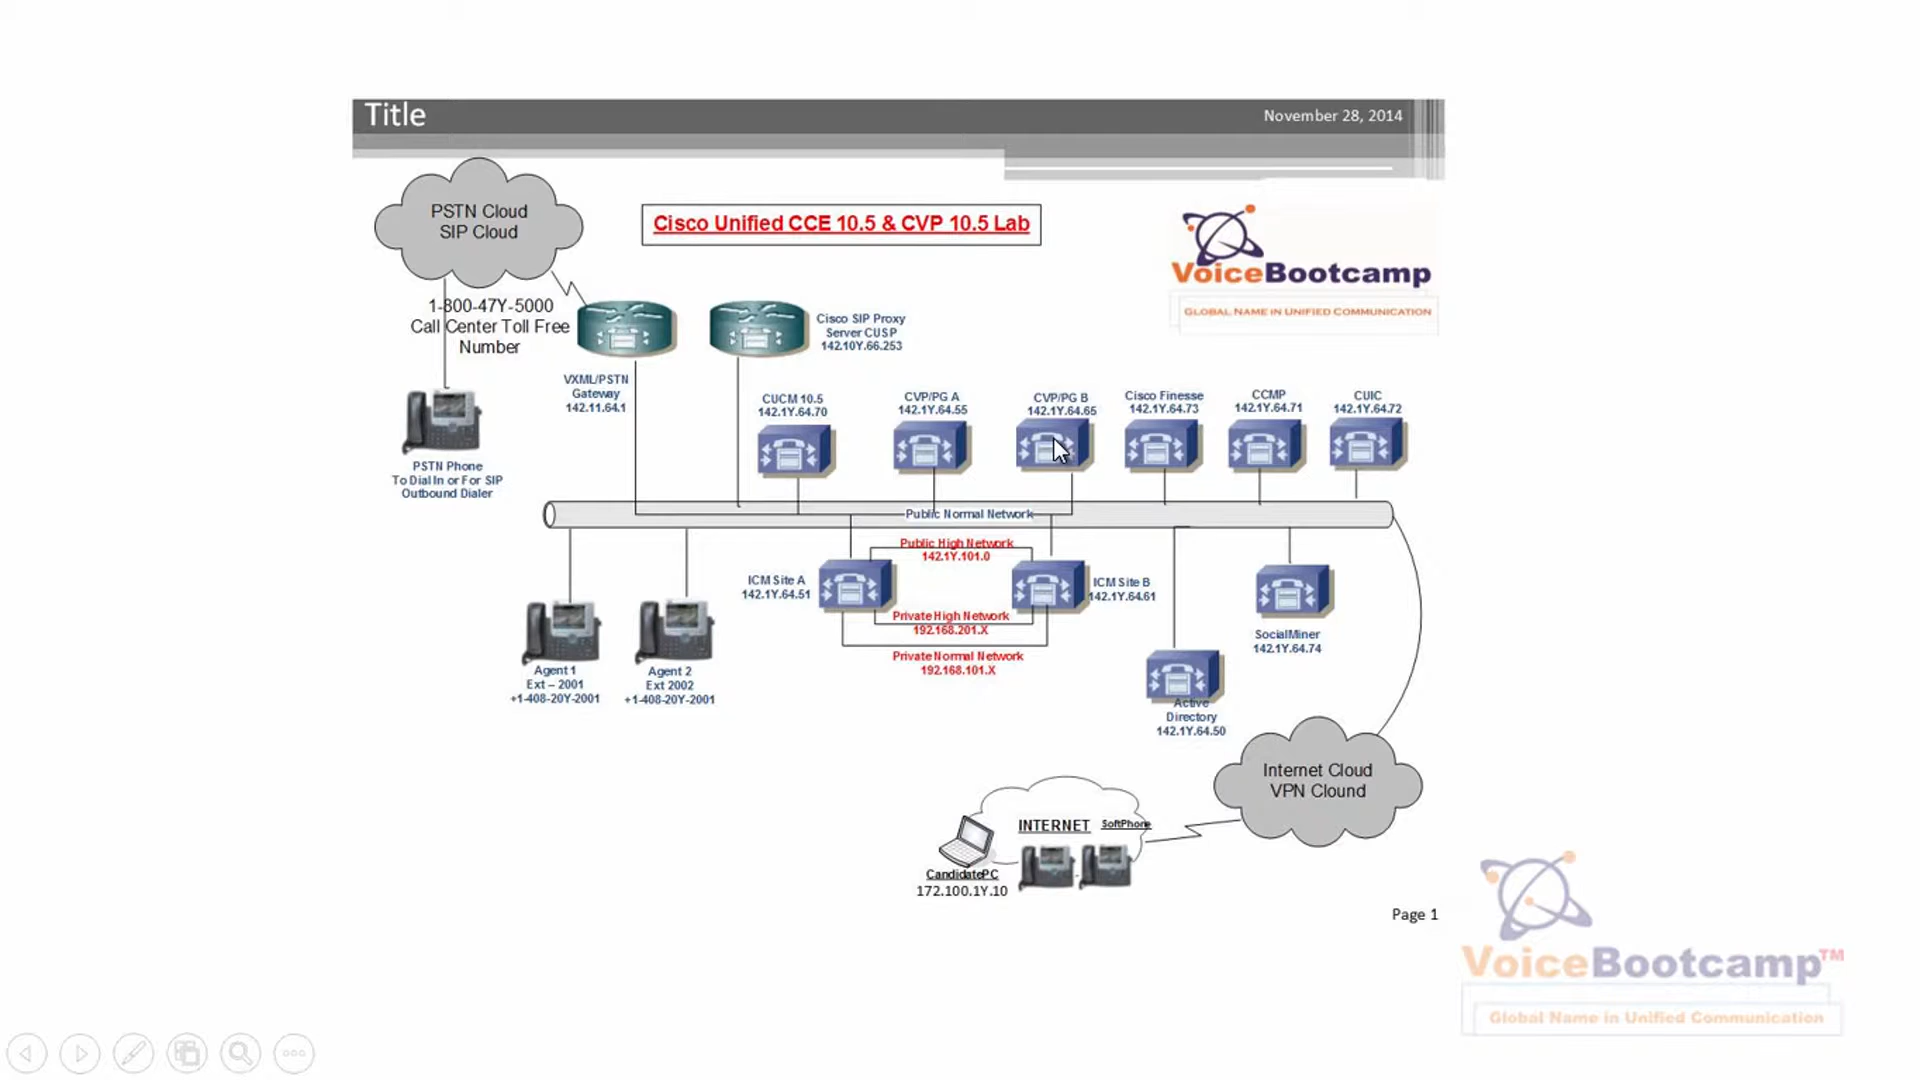 Title
November 28, 2014
PSTN Cloud
SIP Cloud
Cisco Unified CCE 10.5 & CVP 10.5 Lab
VoiceBootcamp
GLOBAL NAME IN UNIFIED COMMUNICATION
1-800-47Y-5000
Call Center Toll Free
Number
Cisco SIP Proxy
Server CUSP
142.10Y.66.253
VXML/PSTN
Gateway
142.11.64.1
CUCM 10.5
142.1Y.64.70
CVP/PG A
142.1Y.64.55
CVP/PG B
142.1Y.64.65
Cisco Finesse
142.1Y.64.73
CCMP
142.1Y.64.71
CUIC
142.1Y.64.72
PSTN Phone
To Dial In or For SIP
Outbound Dialer
Public Normal Network
Public High Network
142.1Y.101.0
ICM Site A
142.1Y.64.51
ICM Site B
142.1Y.64.61
Private High Network
192.168.201.X
Private Normal Network
192.168.101.X
SocialMiner
142.1Y.64.74
Agent 1
Ext – 2001
+1-408-20Y-2001
Agent 2
Ext 2002
+1-408-20Y-2001
Active
Directory
142.1Y.64.50
Internet Cloud
VPN Clound
INTERNET
SoftPhone
CandidatePC
172.100.1Y.10
Page 1
VoiceBootcamp™
Global Name in Unified Communication